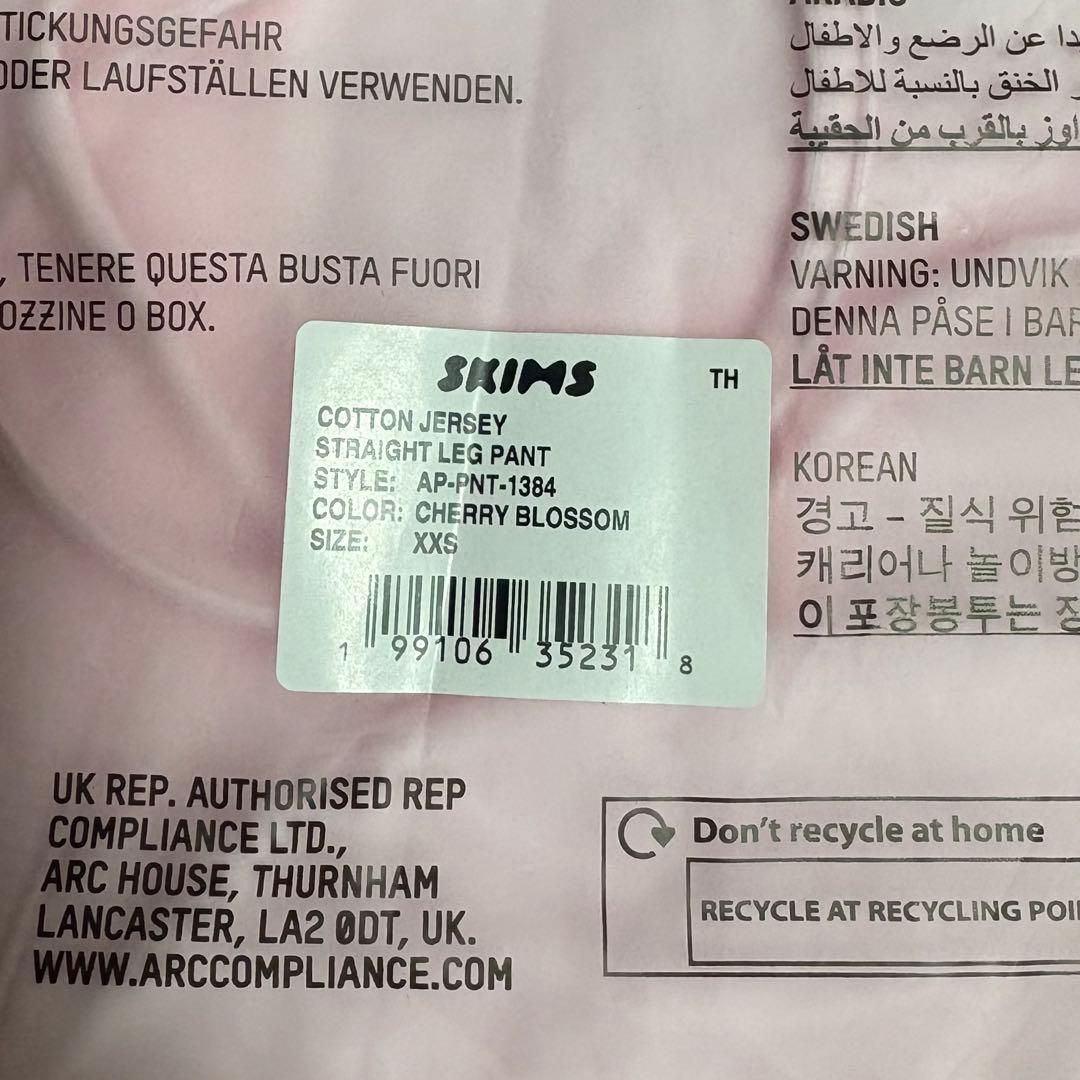 TICKUNGSGEFAHR
ODER LAUFSTÄLLEN VERWENDEN.
, TENERE QUESTA BUSTA FUORI
OZZINE O BOX.
عن الرضع والاطفال
الخنق بالنسبة للاطفال
بالقرب من الحقيبة
SWEDISH
VARNING: UNDVIK
DENNA PÅSE I BAR
LÅT INTE BARN LE
KOREAN
경고 - 질식 위험
캐리어나 놀이방
이 포장봉투는 장
SKIMS
TH
COTTON JERSEY
STRAIGHT LEG PANT
STYLE: AP-PNT-1384
COLOR: CHERRY BLOSSOM
SIZE: XXS
1 99106 35231 8
UK REP. AUTHORISED REP
COMPLIANCE LTD.,
ARC HOUSE, THURNHAM
LANCASTER, LA2 0DT, UK.
WWW.ARCCOMPLIANCE.COM
Don't recycle at home
RECYCLE AT RECYCLING POI